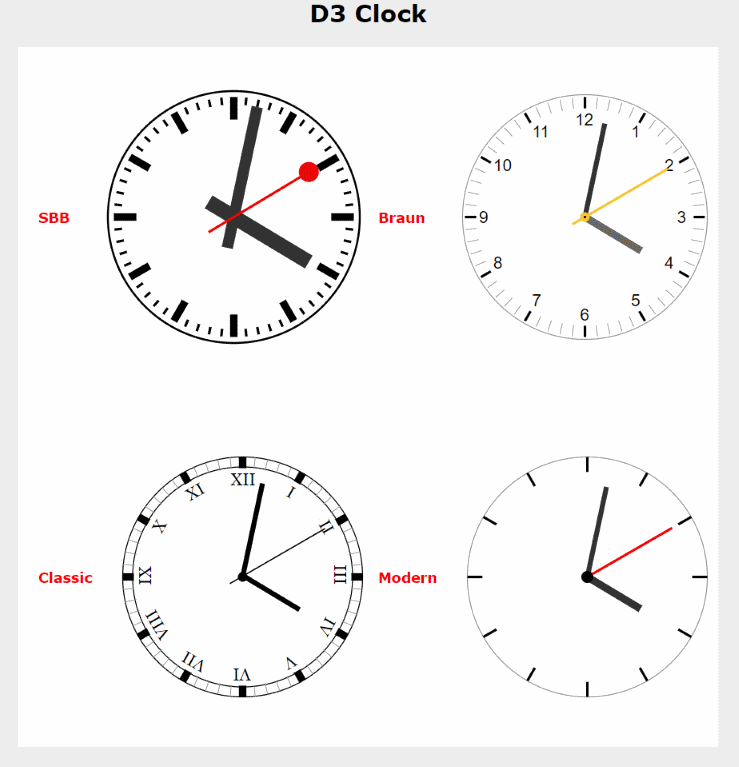 D3 Clock
SBB
Braun
12
1
2
3
4
5
6
7
8
9
10
11
Classic
XII
I
II
III
IV
V
VI
VII
VIII
IX
X
XI
Modern